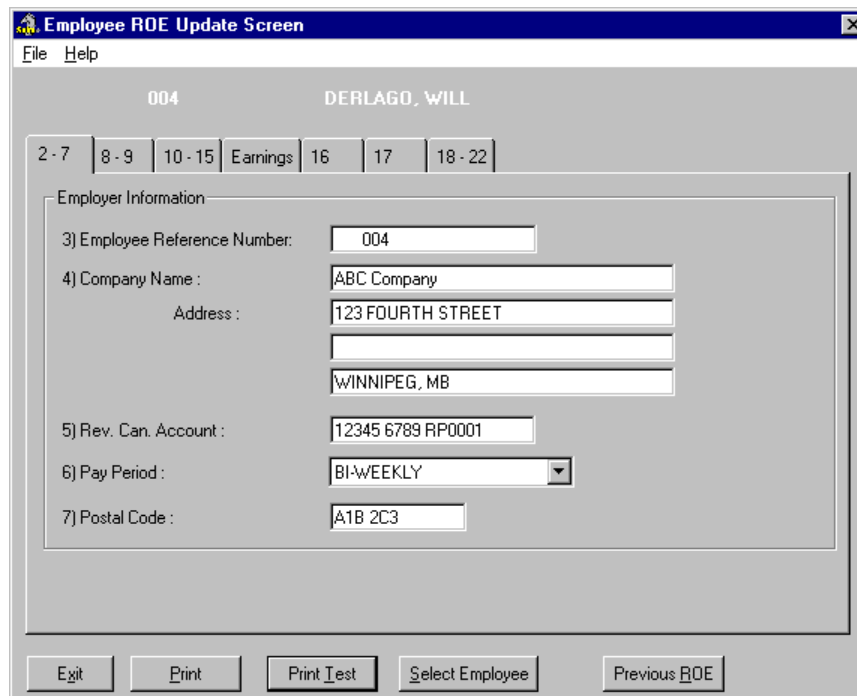 Employee ROE Update Screen
File Help
004 DERLAGO, WILL
2 - 7 8 - 9 10 - 15 Earnings 16 17 18 - 22
Employer Information
3) Employee Reference Number: 004
4) Company Name : ABC Company
Address : 123 FOURTH STREET
WINNIPEG, MB
5) Rev. Can. Account : 12345 6789 RP0001
6) Pay Period : BI-WEEKLY
7) Postal Code : A1B 2C3
Exit Print Print Test Select Employee Previous ROE